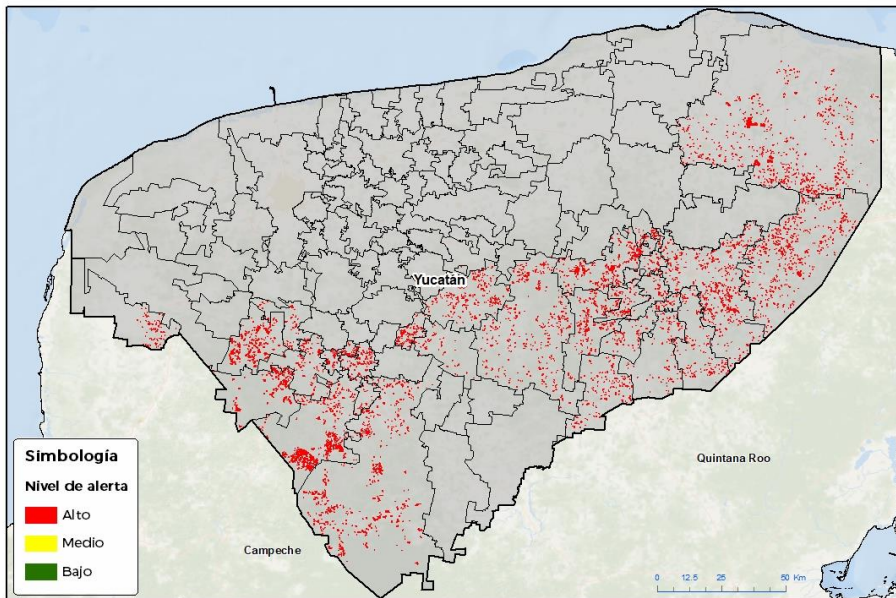 Yucatán
Quintana Roo
Campeche
Simbología
Nivel de alerta
Alto
Medio
Bajo
0 12.5 25 50 Km